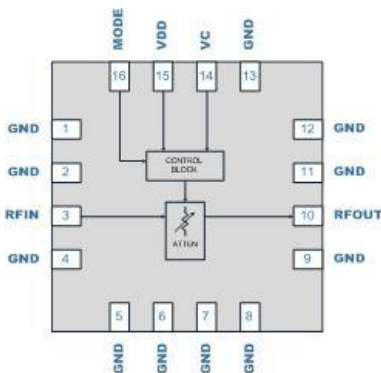 MODE VDD VC GND
16 15 14 13
GND 1 12 GND
CONTROL
BLOCK
GND 2 11 GND
RFIN 3 10 RFOUT
ATTEN
GND 4 9 GND
5 6 7 8
GND GND GND GND